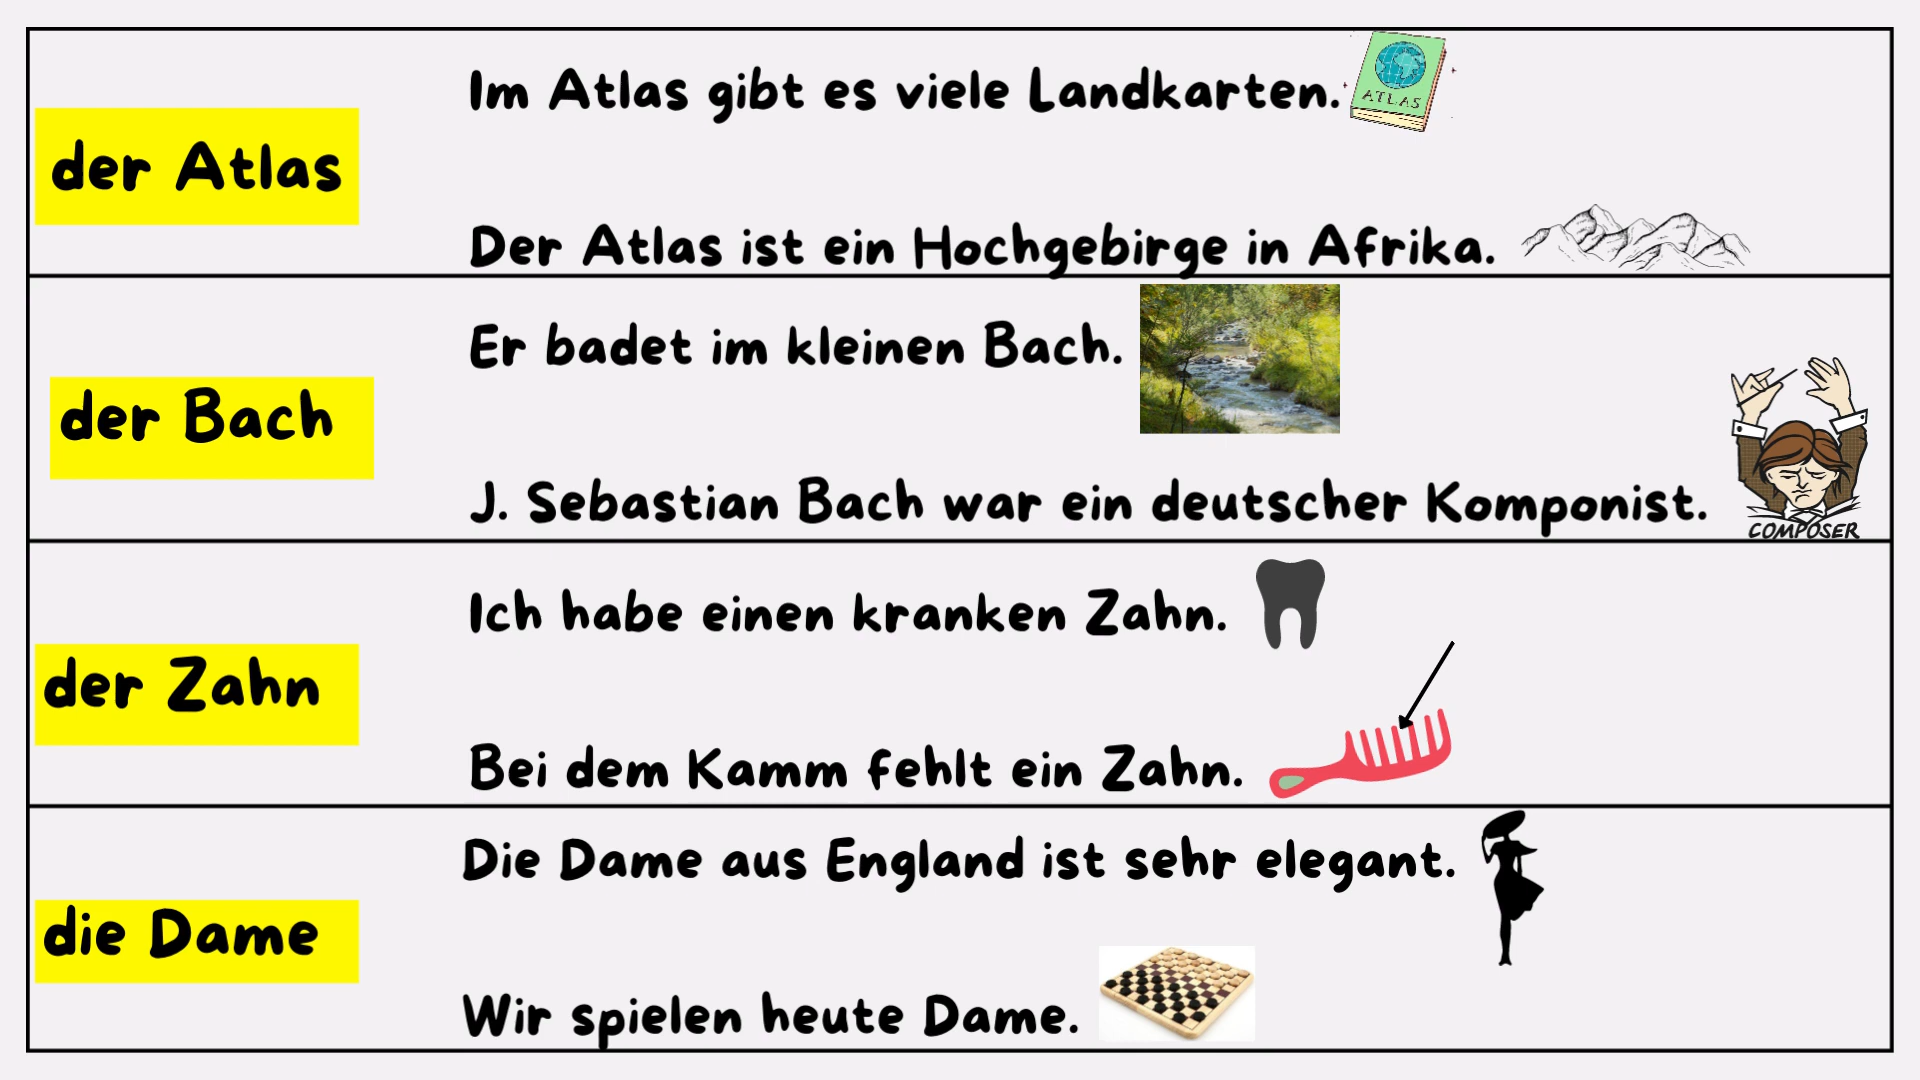 Im Atlas gibt es viele Landkarten.
ATLAS
der Atlas
Der Atlas ist ein Hochgebirge in Afrika.
Er badet im kleinen Bach.
der Bach
J. Sebastian Bach war ein deutscher Komponist.
COMPOSER
Ich habe einen kranken Zahn.
der Zahn
Bei dem Kamm fehlt ein Zahn.
Die Dame aus England ist sehr elegant.
die Dame
Wir spielen heute Dame.